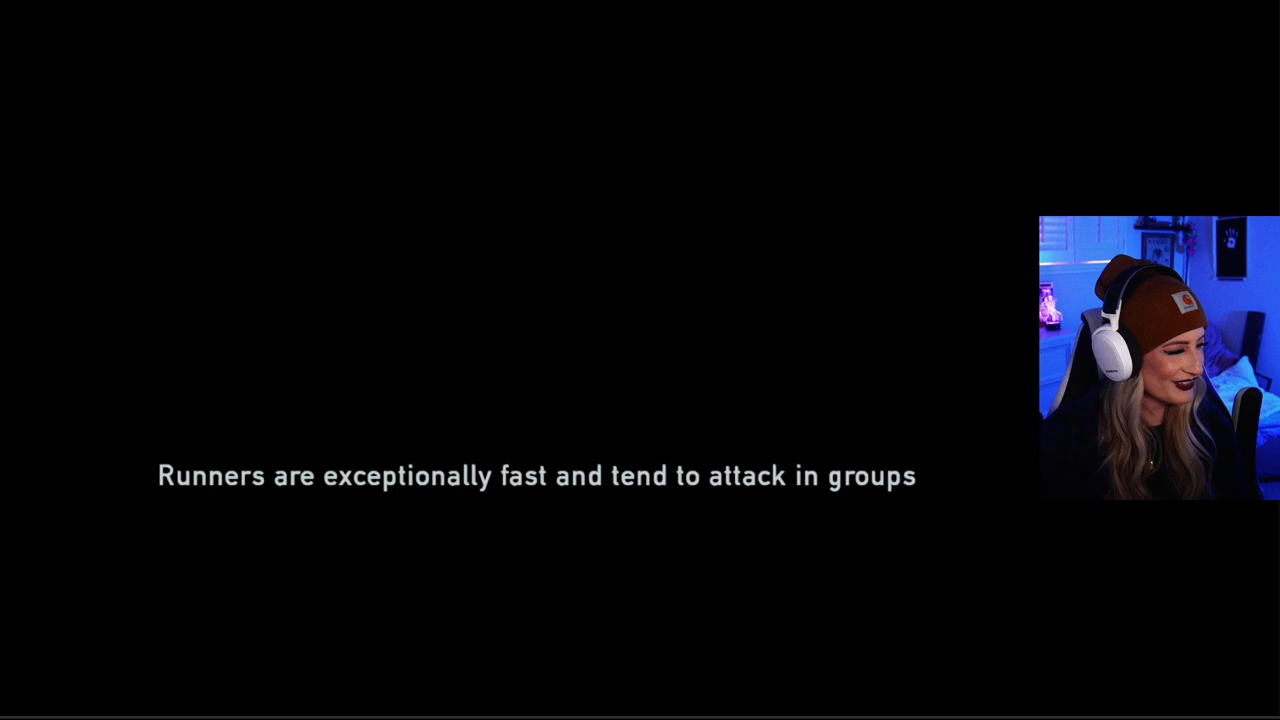 Runners are exceptionally fast and tend to attack in groups